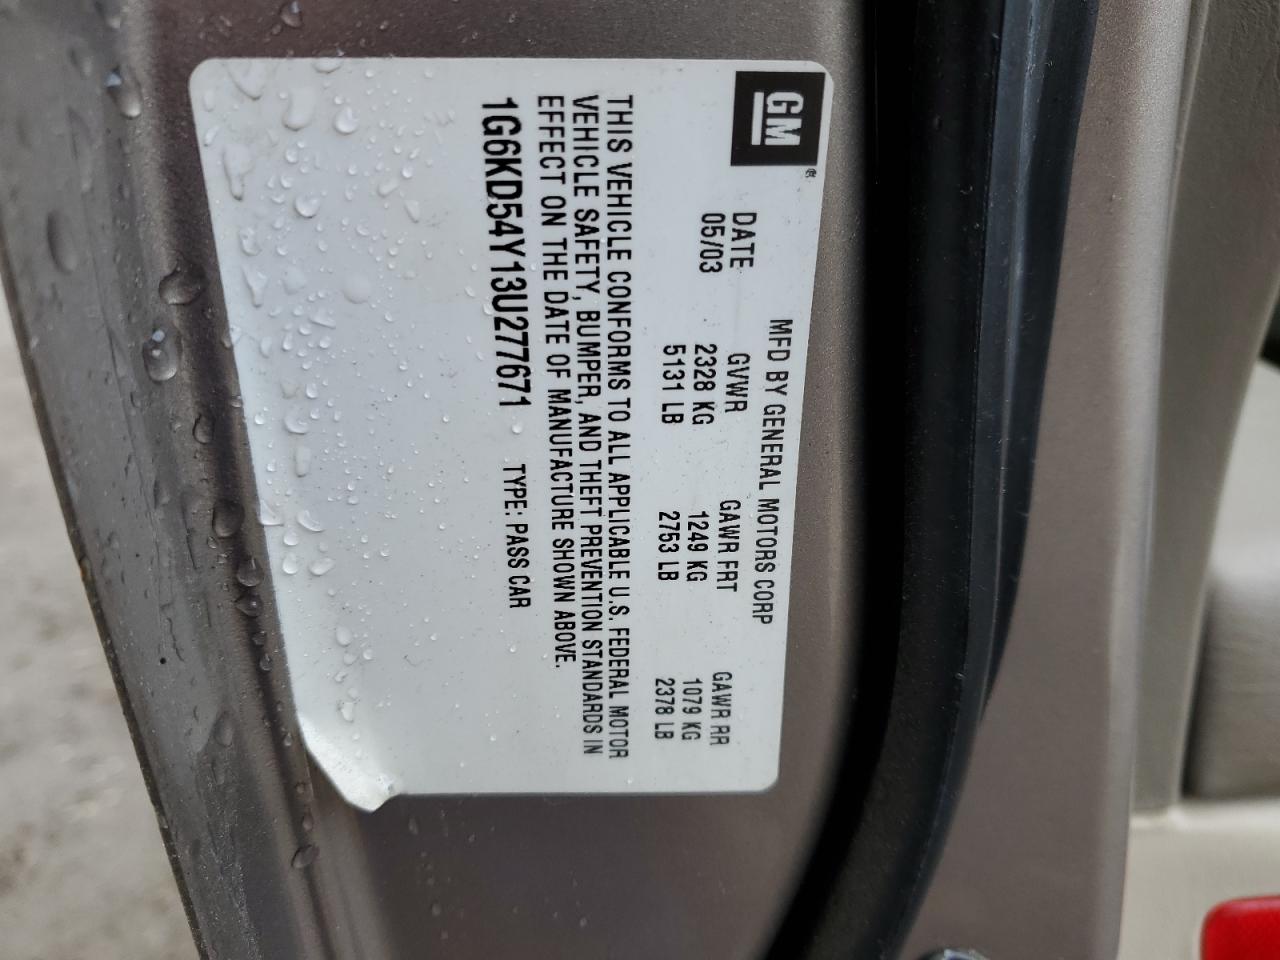 GM®
MFD BY GENERAL MOTORS CORP
DATE GVWR GAWR FRT GAWR RR
05/03 2328 KG 1249 KG 1079 KG
5131 LB 2753 LB 2378 LB
THIS VEHICLE CONFORMS TO ALL APPLICABLE U.S. FEDERAL MOTOR
VEHICLE SAFETY, BUMPER, AND THEFT PREVENTION STANDARDS IN
EFFECT ON THE DATE OF MANUFACTURE SHOWN ABOVE.
1G6KD54Y13U277671 TYPE: PASS CAR